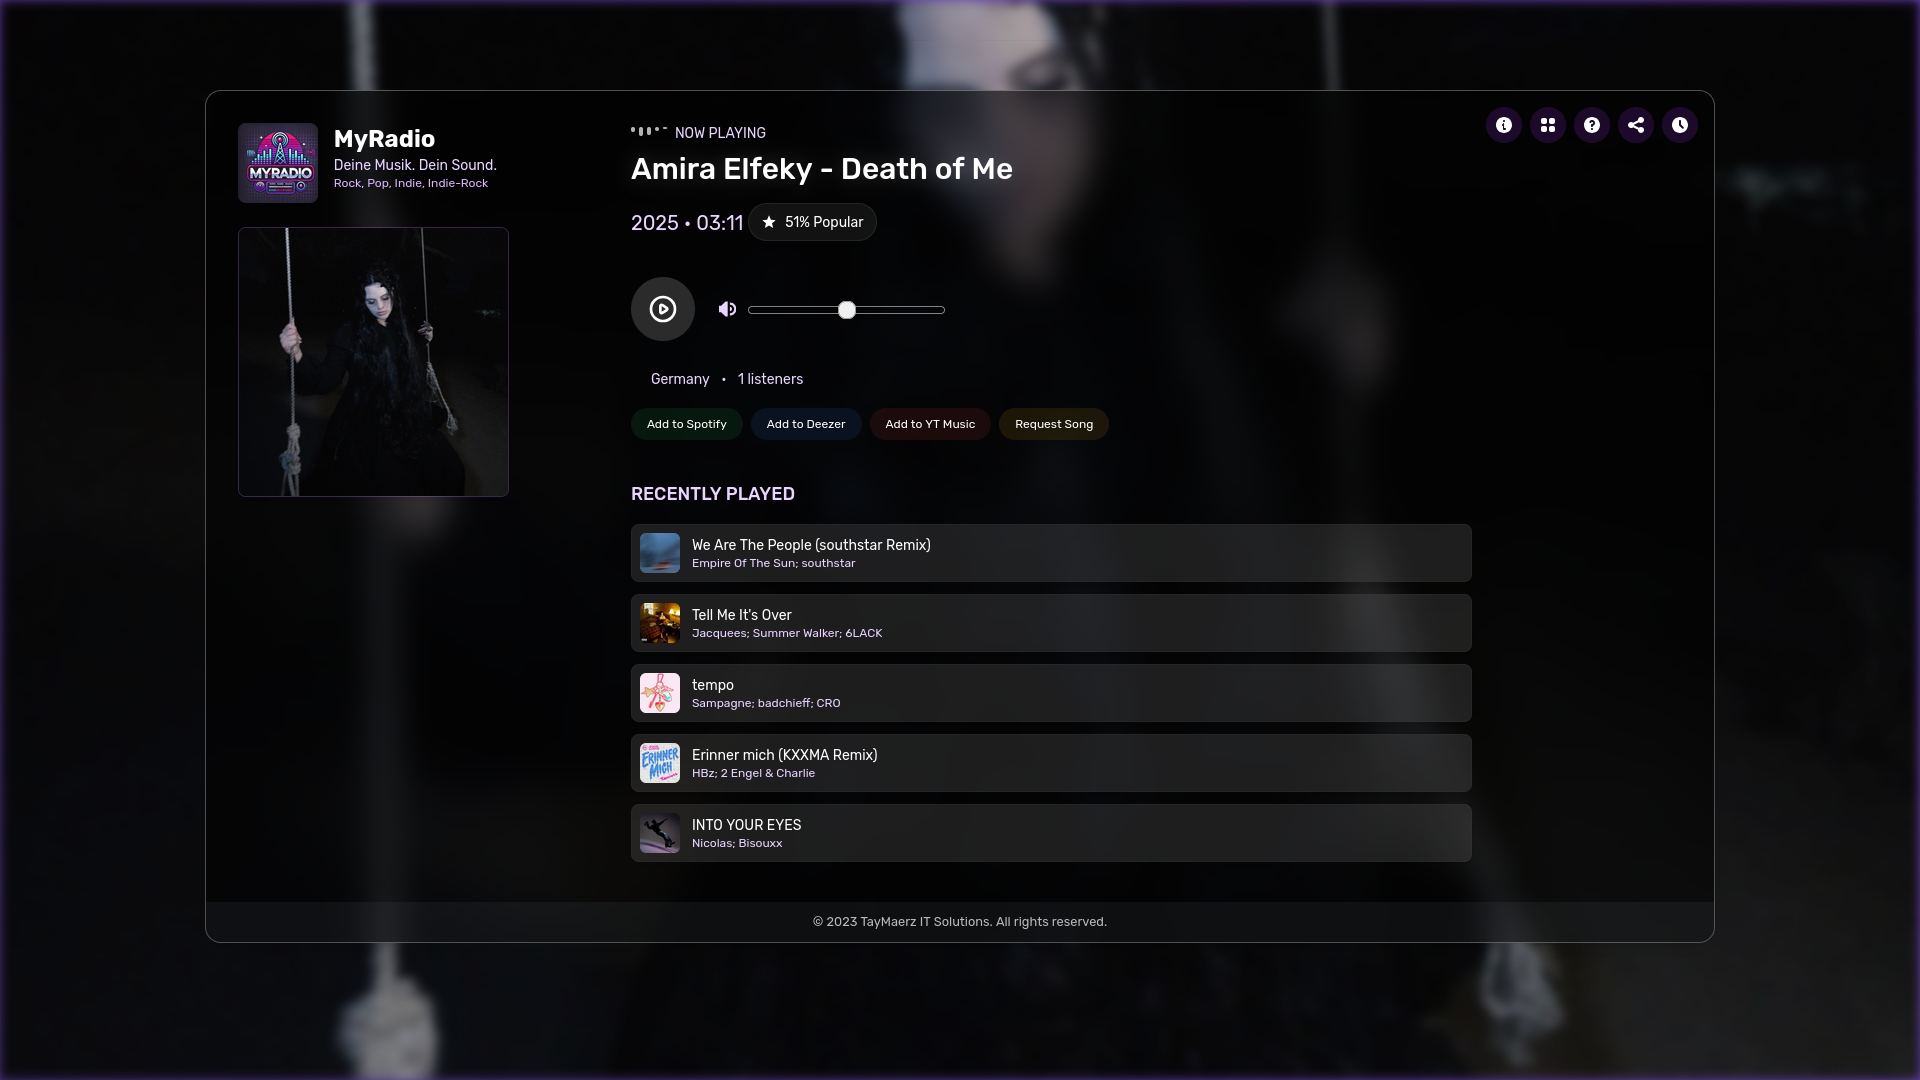 MYRADIO
MyRadio
Deine Musik. Dein Sound.
Rock, Pop, Indie, Indie-Rock
NOW PLAYING
Amira Elfeky - Death of Me
2025 • 03:11
51% Popular
Germany • 1 listeners
Add to Spotify
Add to Deezer
Add to YT Music
Request Song
RECENTLY PLAYED
We Are The People (southstar Remix)
Empire Of The Sun; southstar
Tell Me It's Over
Jacquees; Summer Walker; 6LACK
tempo
Sampagne; badchieff; CRO
ERINNER
MICH
Erinner mich (KXXMA Remix)
HBz; 2 Engel & Charlie
INTO YOUR EYES
Nicolas; Bisouxx
© 2023 TayMaerz IT Solutions. All rights reserved.